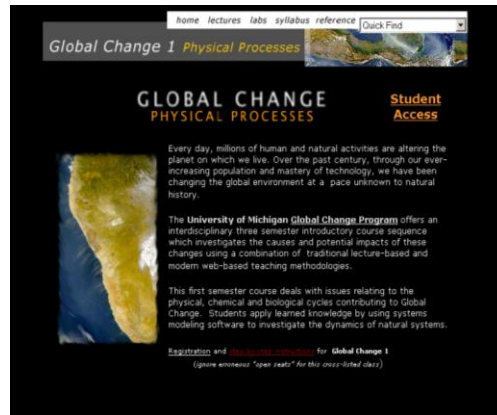 home lectures labs syllabus reference Quick Find
Global Change 1 Physical Processes
GLOBAL CHANGE
PHYSICAL PROCESSES
Student
Access
Every day, millions of human and natural activities are altering the
planet on which we live. Over the past century, through our ever-
increasing population and mastery of technology, we have been
changing the global environment at a pace unknown to natural
history.
The University of Michigan Global Change Program offers an
interdisciplinary three semester introductory course sequence
which investigates the causes and potential impacts of these
changes using a combination of traditional lecture-based and
modern web-based teaching methodologies.
This first semester course deals with issues relating to the
physical, chemical and biological cycles contributing to Global
Change. Students apply learned knowledge by using systems
modeling software to investigate the dynamics of natural systems.
Registration and step-by-step instructions for Global Change 1
(ignore erroneous "open seats" for this cross-listed class)